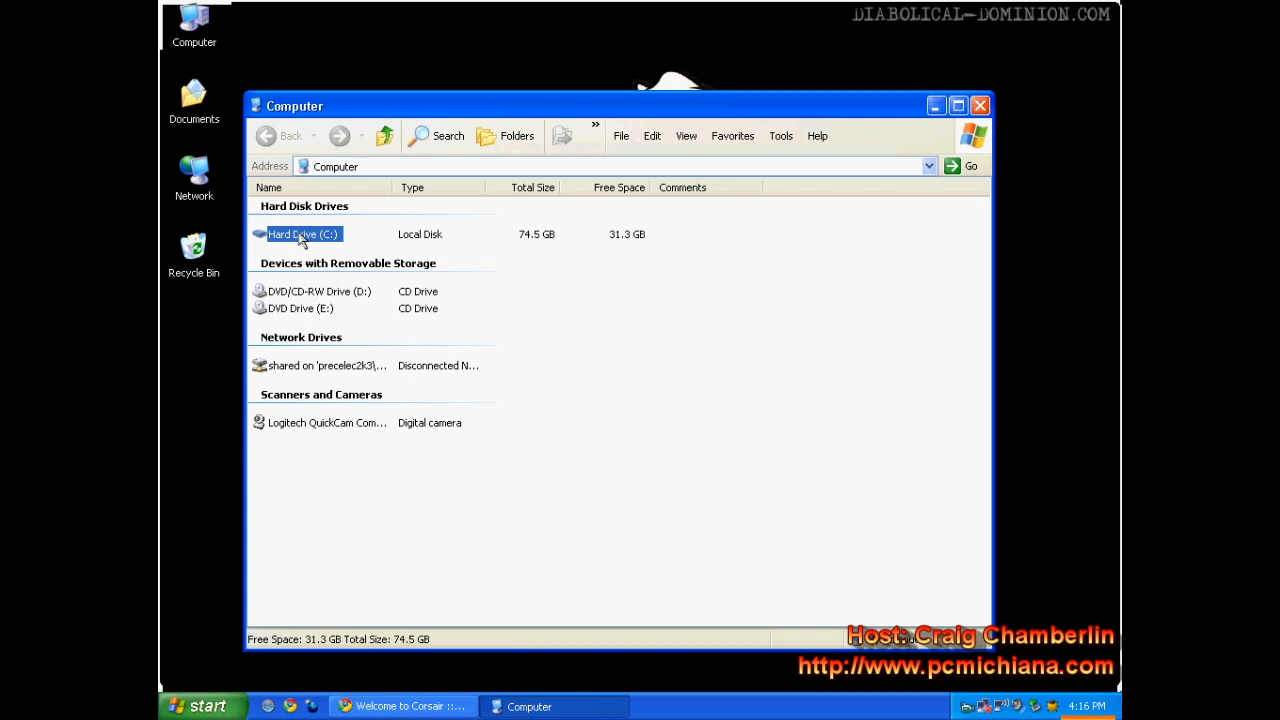 DIABOLICAL-DOMINION.COM
Computer
Documents
Network
Recycle Bin
Computer
Back
Search
Folders
»
File Edit View Favorites Tools Help
Address Computer Go
Name Type Total Size Free Space Comments
Hard Disk Drives
Hard Drive (C:) Local Disk 74.5 GB 31.3 GB
Devices with Removable Storage
DVD/CD-RW Drive (D:) CD Drive
DVD Drive (E:) CD Drive
Network Drives
shared on 'precelec2k3\... Disconnected N...
Scanners and Cameras
Logitech QuickCam Com... Digital camera
Free Space: 31.3 GB Total Size: 74.5 GB
Host: Craig Chamberlin
http://www.pcmichiana.com
start Welcome to Corsair ::... Computer 4:16 PM